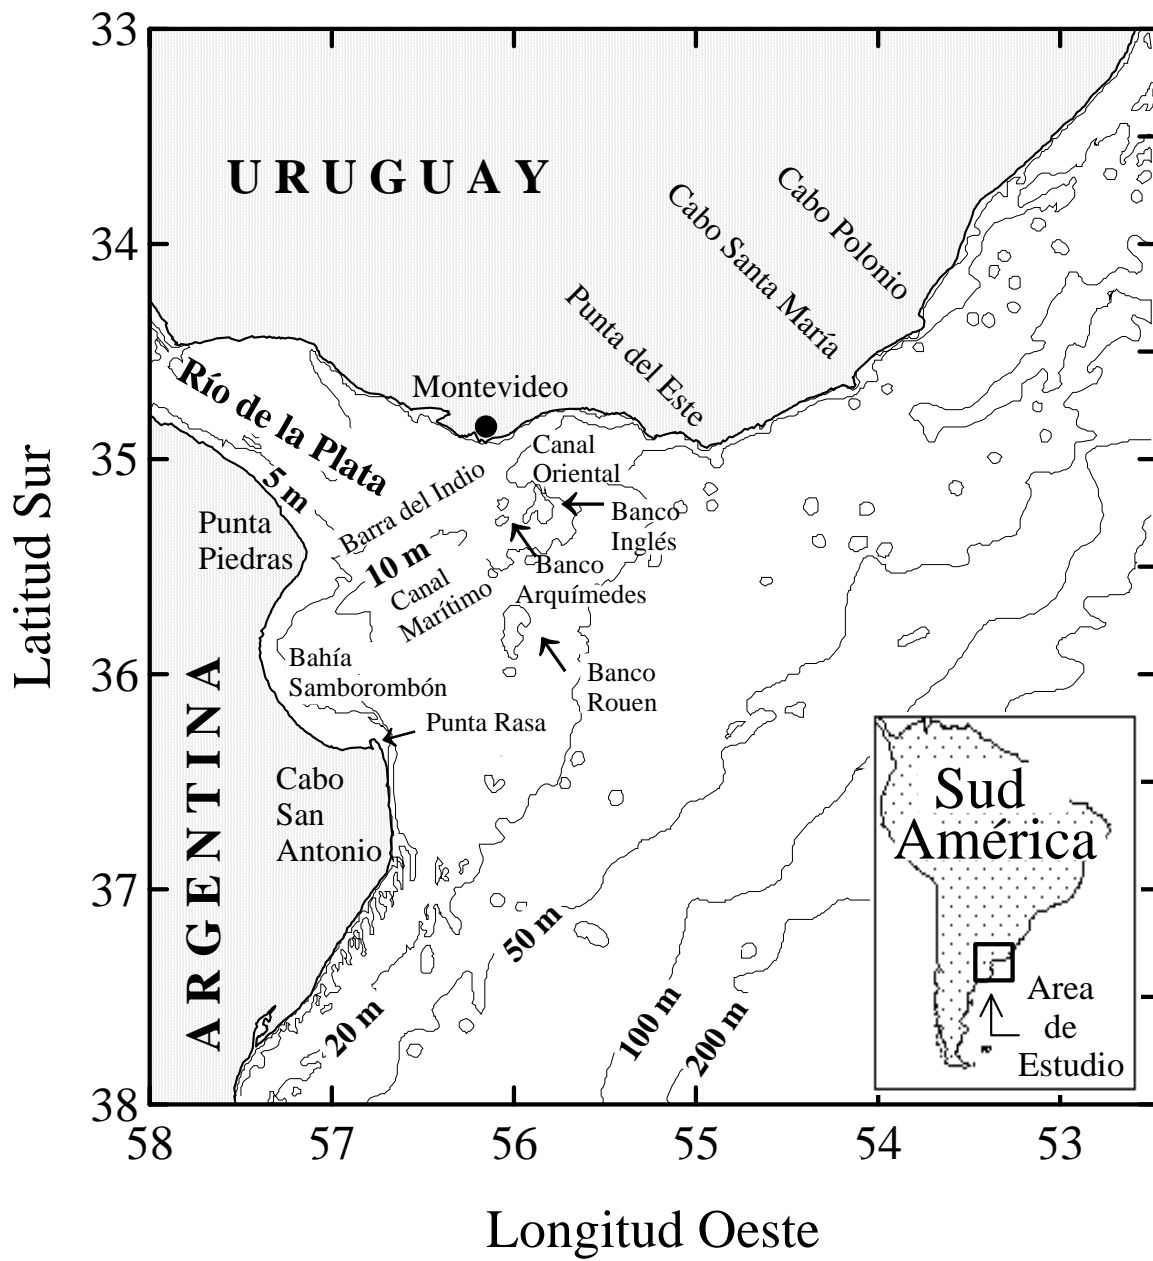 33
URUGUAY
Cabo Polonio
Cabo Santa María
34
Punta del Este
Río de la Plata
Montevideo
35
Canal
Oriental
5 m
Barra del Indio
Punta
Piedras
Banco
Inglés
10 m
Banco
Arquímedes
Canal
Marítimo
Latitud Sur
36
Bahía
Samborombón
Banco
Rouen
Punta Rasa
ARGENTINA
Cabo
San
Antonio
Sud
América
37
50 m
20 m
100 m
200 m
Area
de
Estudio
38
58
57
56
55
54
53
Longitud Oeste